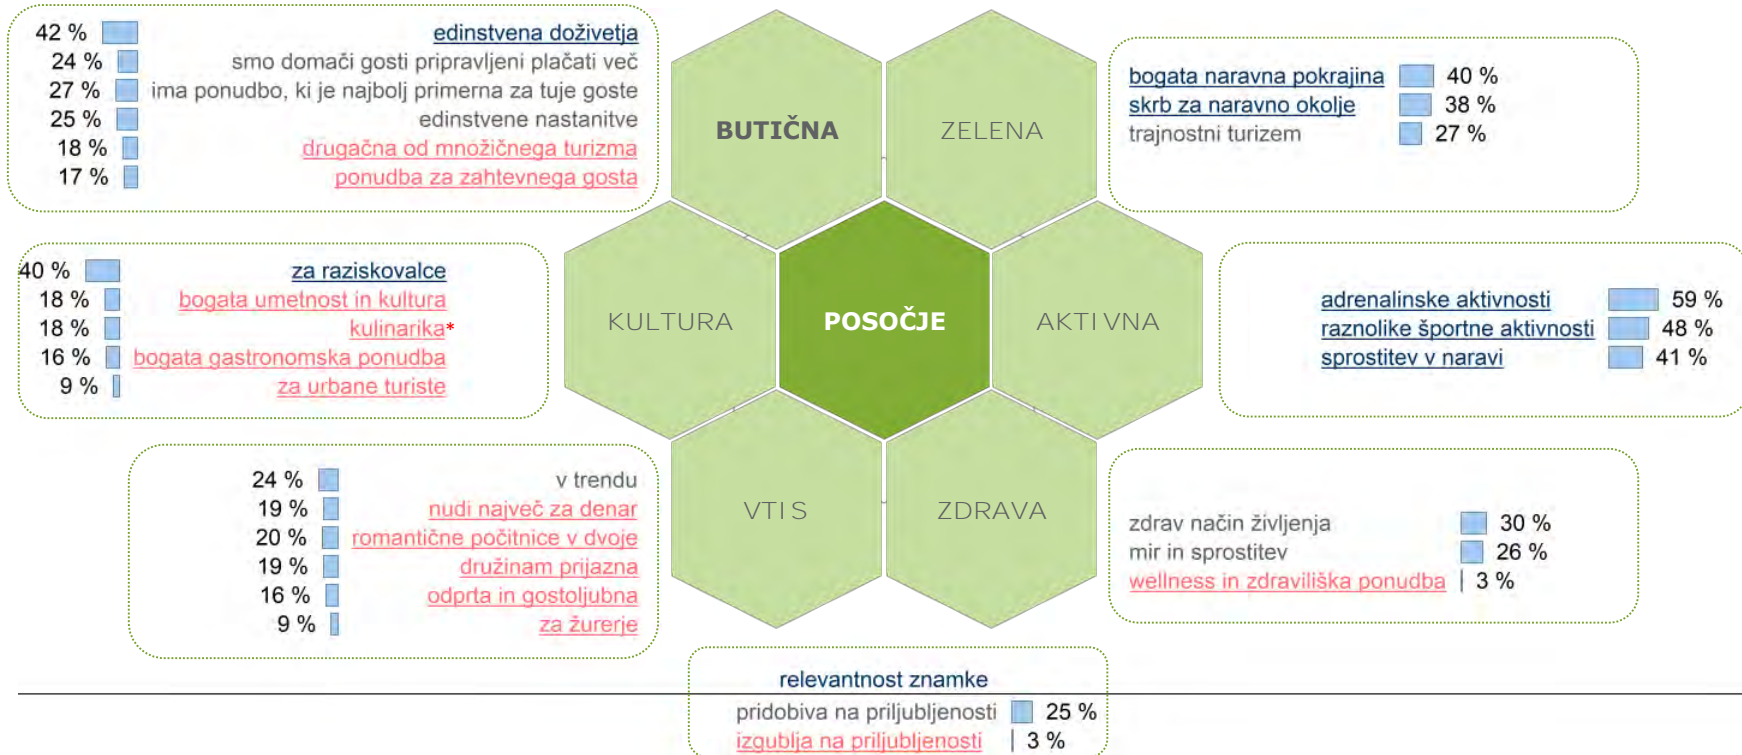 42 % edinstvena doživetja
24 % smo domači gosti pripravljeni plačati več
27 % ima ponudbo, ki je najbolj primerna za tuje goste
25 % edinstvene nastanitve
18 % drugačna od množičnega turizma
17 % ponudba za zahtevnega gosta
BUTIČNA
ZELENA
bogata naravna pokrajina 40 %
skrb za naravno okolje 38 %
trajnostni turizem 27 %
40 % za raziskovalce
18 % bogata umetnost in kultura
18 % kulinarika*
16 % bogata gastronomska ponudba
9 % za urbane turiste
KULTURA
POSOČJE
AKTIVNA
adrenalinske aktivnosti 59 %
raznolike športne aktivnosti 48 %
sprostitev v naravi 41 %
24 % v trendu
19 % nudi največ za denar
20 % romantične počitnice v dvoje
19 % družinam prijazna
16 % odprta in gostoljubna
9 % za žurerje
VTIS
ZDRAVA
zdrav način življenja 30 %
mir in sprostitev 26 %
wellness in zdraviliška ponudba 3 %
relevantnost znamke
pridobiva na priljubljenosti 25 %
izgublja na priljubljenosti 3 %